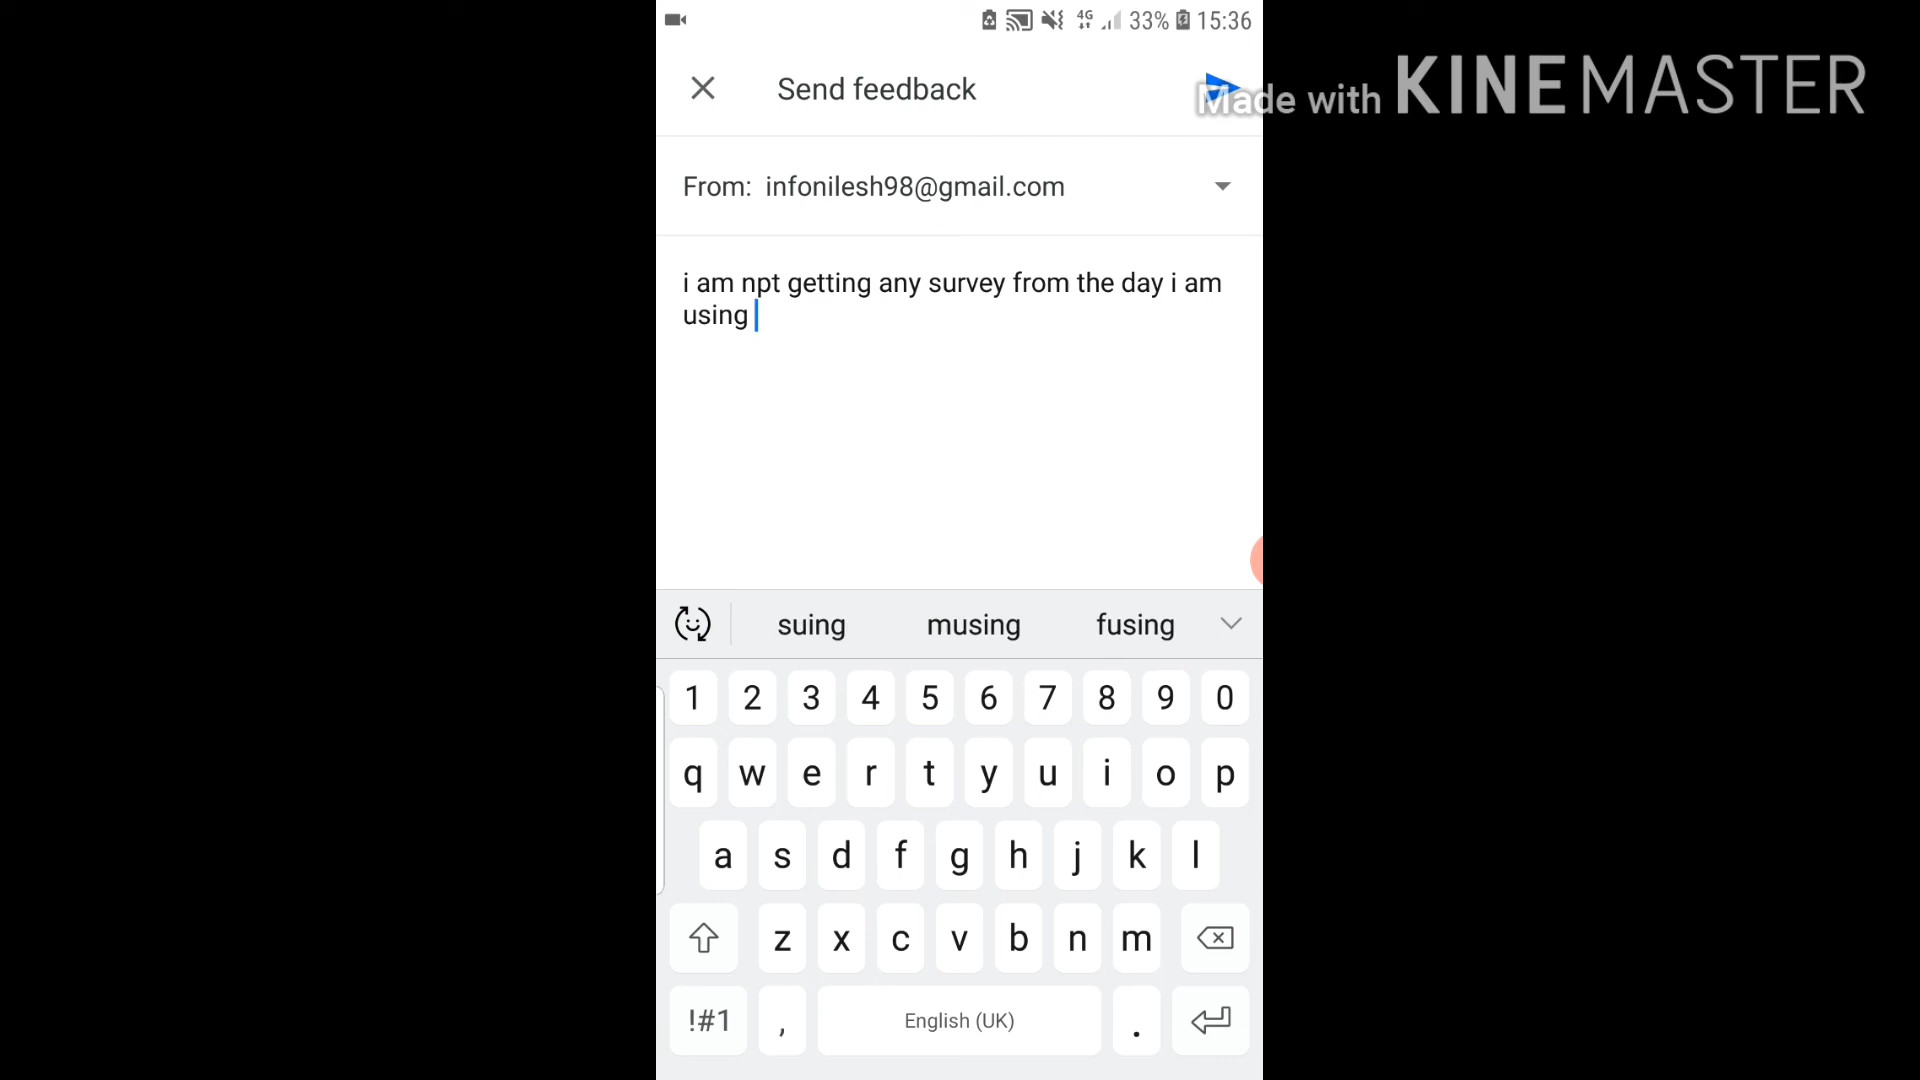 4G 33% 15:36
Send feedback
Made with KINEMASTER
From: infonilesh98@gmail.com
i am npt getting any survey from the day i am
using
suing musing fusing
1 2 3 4 5 6 7 8 9 0
q w e r t y u i o p
a s d f g h j k l
z x c v b n m
!#1 , English (UK) .